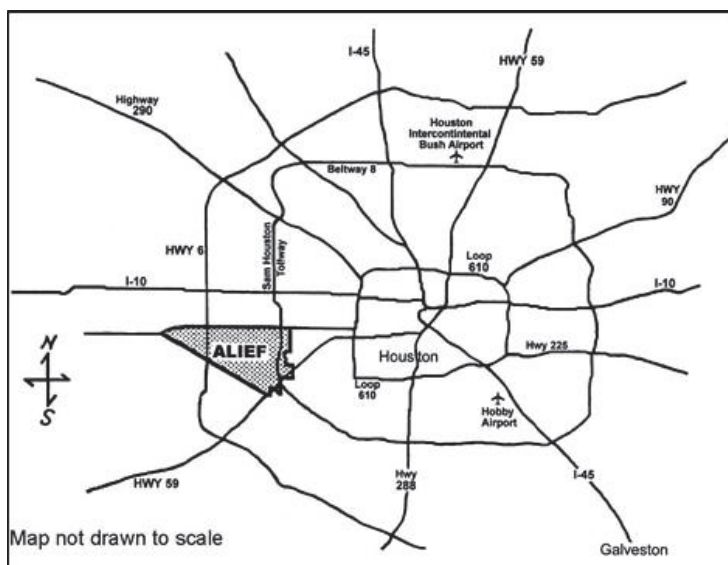 I-45
HWY 59
Highway
290
Houston
Intercontintental
Bush Airport
Beltway 8
HWY
90
HWY 6
Sam Houston
Tollway
Loop
610
I-10
I-10
ALIEF
Houston
Hwy 225
N
S
Loop
610
Hobby
Airport
HWY 59
Hwy
288
I-45
Map not drawn to scale
Galveston